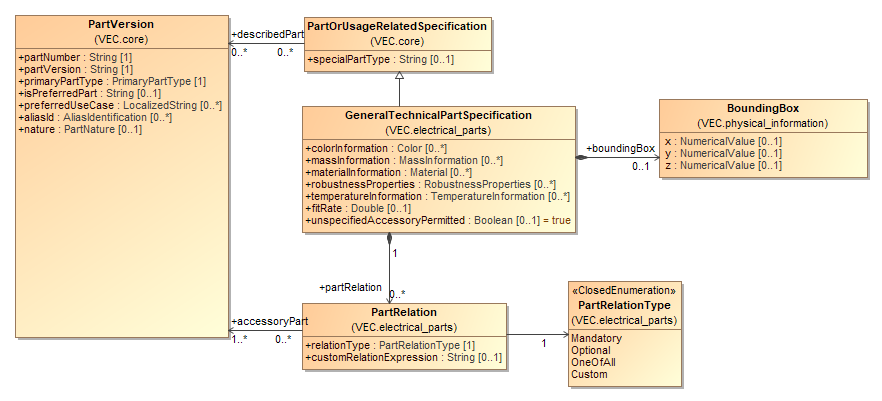 PartVersion
(VEC.core)
+partNumber : String [1]
+partVersion : String [1]
+primaryPartType : PrimaryPartType [1]
+isPreferredPart : String [0..1]
+preferredUseCase : LocalizedString [0..*]
+aliasId : AliasIdentification [0..*]
+nature : PartNature [0..1]
+describedPart
0..*
0..*
PartOrUsageRelatedSpecification
(VEC.core)
+specialPartType : String [0..1]
GeneralTechnicalPartSpecification
(VEC.electrical_parts)
+colorInformation : Color [0..*]
+massInformation : MassInformation [0..*]
+materialInformation : Material [0..*]
+robustnessProperties : RobustnessProperties [0..*]
+temperatureInformation : TemperatureInformation [0..*]
+fitRate : Double [0..1]
+unspecifiedAccessoryPermitted : Boolean [0..1] = true
+boundingBox
0..1
BoundingBox
(VEC.physical_information)
x : NumericalValue [0..1]
y : NumericalValue [0..1]
z : NumericalValue [0..1]
1
+partRelation
0..*
+accessoryPart
1..*
0..*
PartRelation
(VEC.electrical_parts)
+relationType : PartRelationType [1]
+customRelationExpression : String [0..1]
1
«ClosedEnumeration»
PartRelationType
(VEC.electrical_parts)
Mandatory
Optional
OneOfAll
Custom